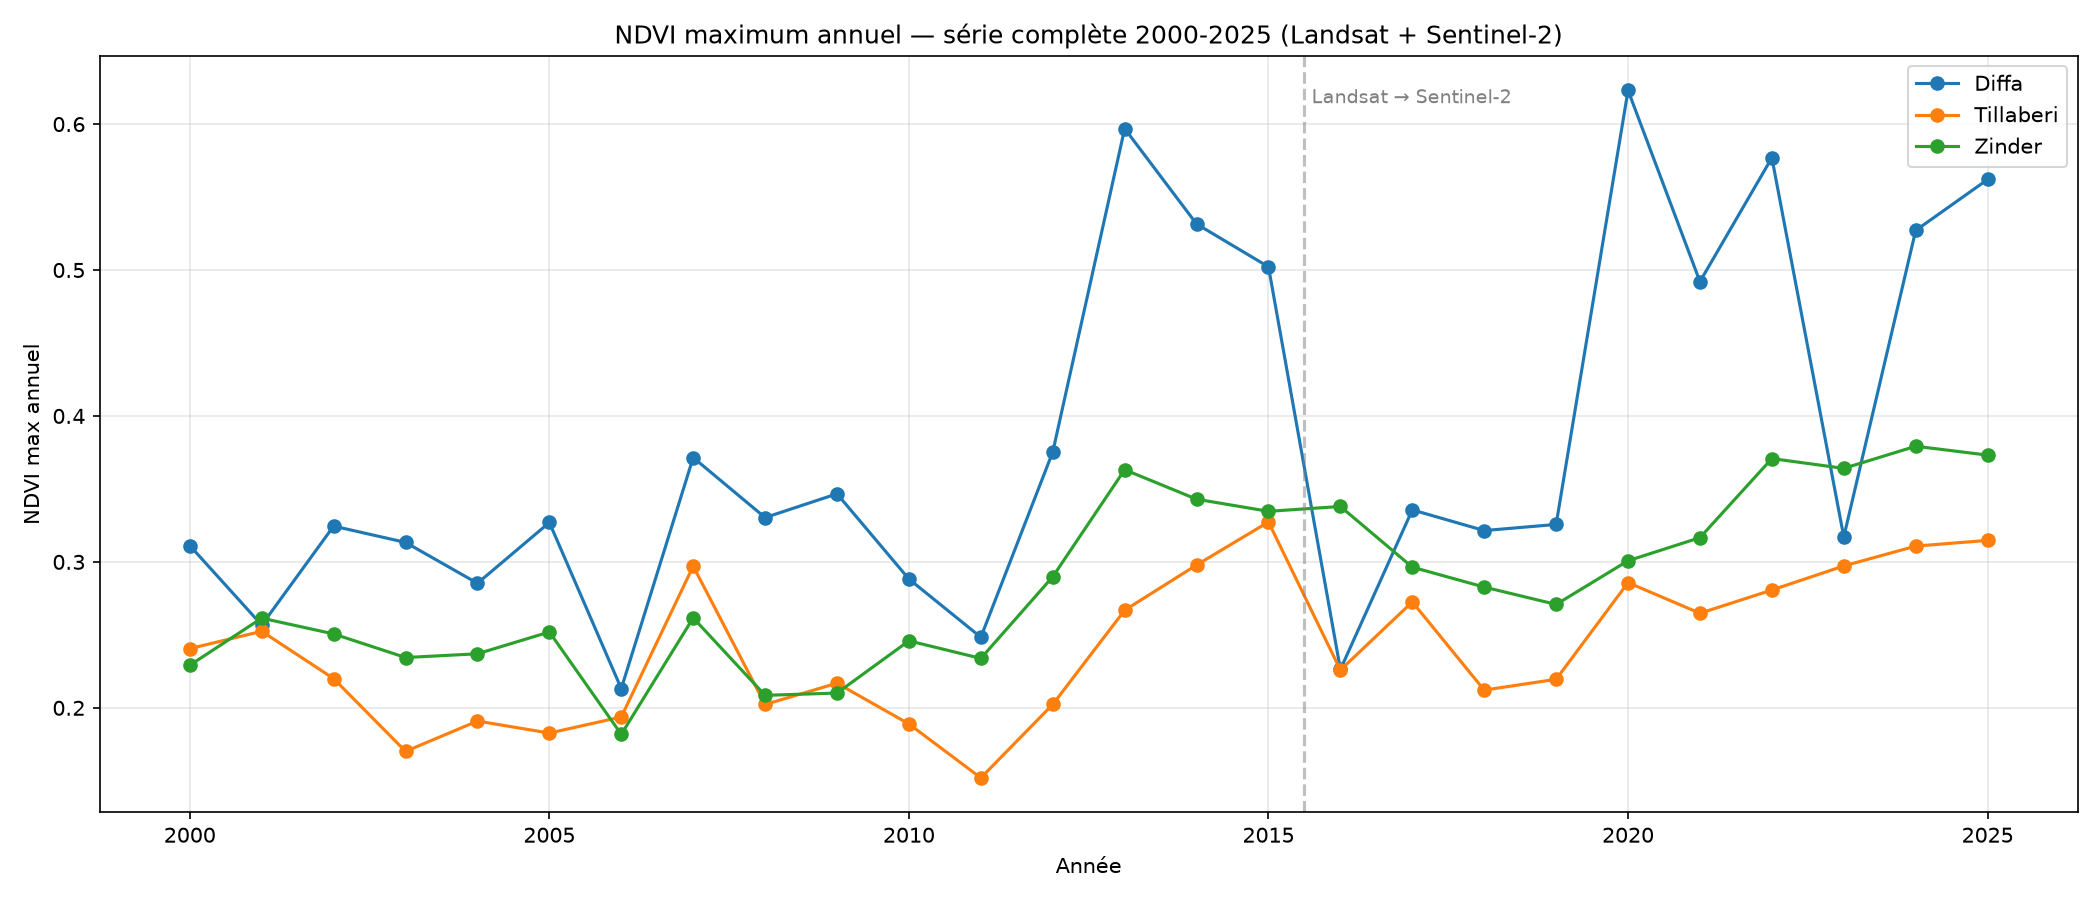 NDVI maximum annuel — série complète 2000-2025 (Landsat + Sentinel-2)
Landsat → Sentinel-2
Diffa
Tillaberi
Zinder
NDVI max annuel
0.6
0.5
0.4
0.3
0.2
2000 2005 2010 2015 2020 2025
Année